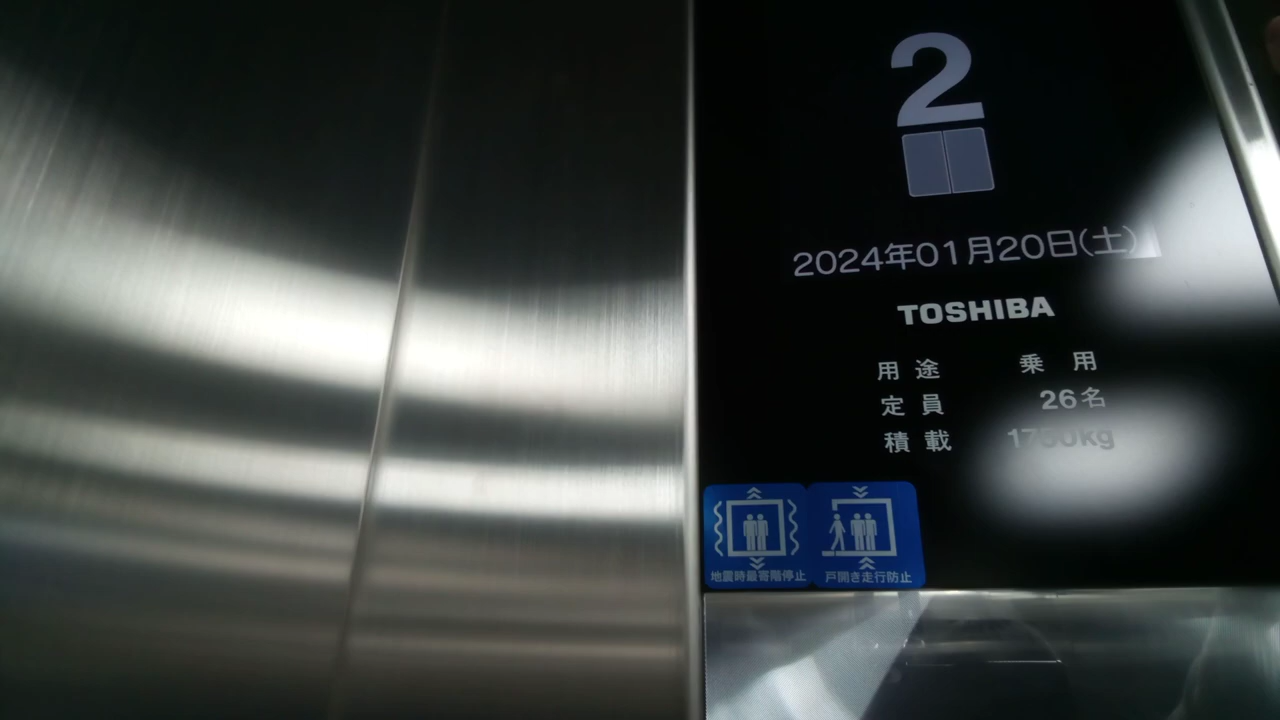 2
2024年01月20日(土)
TOSHIBA
用途 乗用
定員 26名
積載 1750kg
地震時最寄階停止
戸開き走行防止